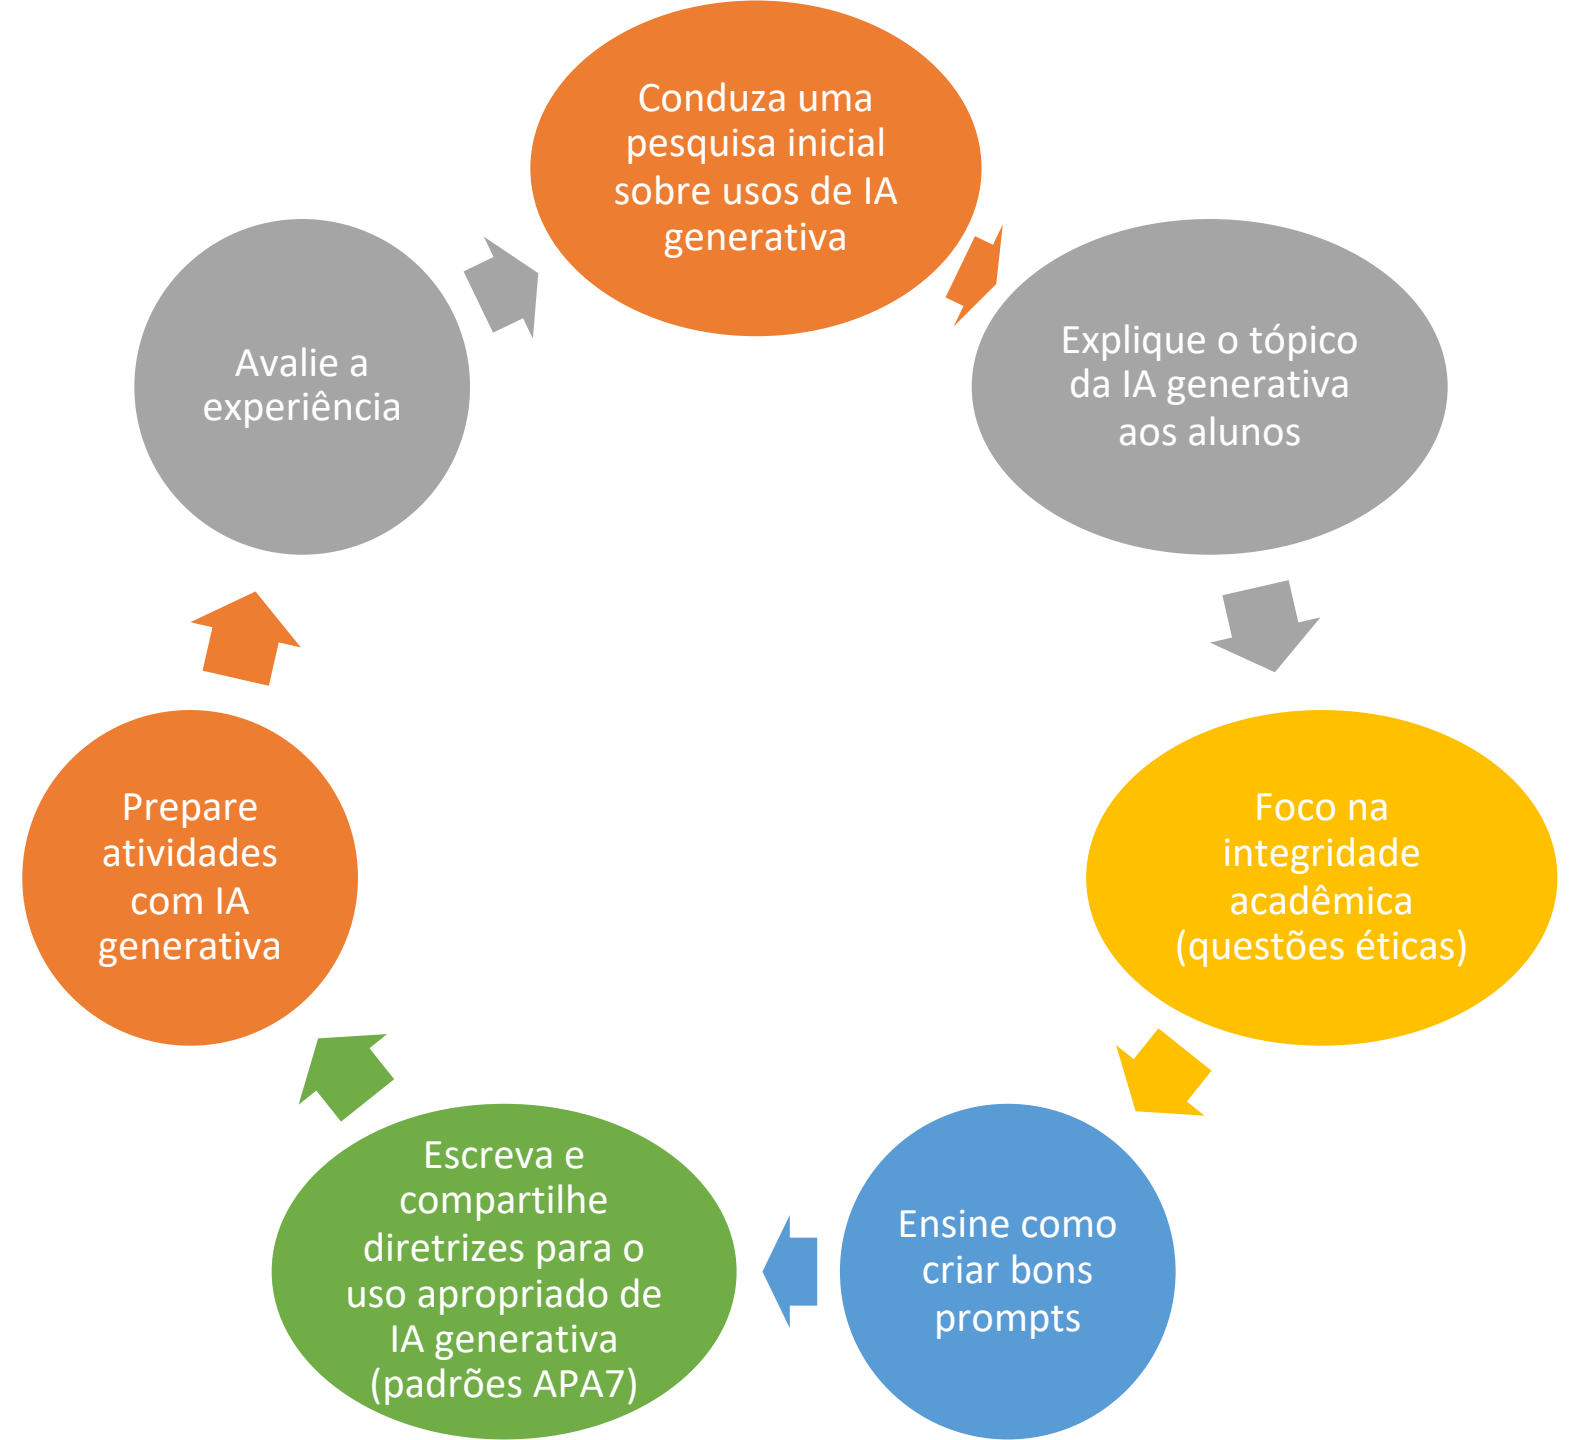 Conduza uma
pesquisa inicial
sobre usos de IA
generativa
Explique o tópico
da IA generativa
aos alunos
Foco na
integridade
acadêmica
(questões éticas)
Ensine como
criar bons
prompts
Escreva e
compartilhe
diretrizes para o
uso apropriado de
IA generativa
(padrões APA7)
Prepare
atividades
com IA
generativa
Avalie a
experiência